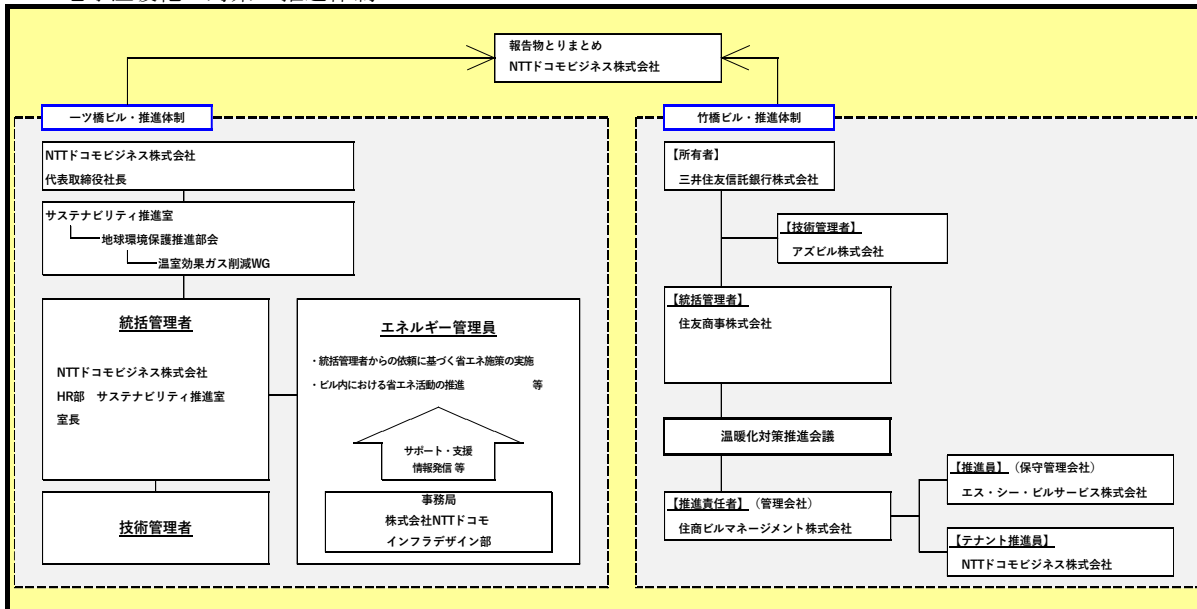 報告物とりまとめ
NTTドコモビジネス株式会社
一ツ橋ビル・推進体制
NTTドコモビジネス株式会社
代表取締役社長
サステナビリティ推進室
地球環境保護推進部会
温室効果ガス削減WG
統括管理者
NTTドコモビジネス株式会社
HR部 サステナビリティ推進室
室長
技術管理者
エネルギー管理員
・統括管理者からの依頼に基づく省エネ施策の実施
・ビル内における省エネ活動の推進 等
サポート・支援
情報発信 等
事務局
株式会社NTTドコモ
インフラデザイン部
竹橋ビル・推進体制
【所有者】
三井住友信託銀行株式会社
【技術管理者】
アズビル株式会社
【統括管理者】
住友商事株式会社
温暖化対策推進会議
【推進責任者】（管理会社）
住商ビルマネージメント株式会社
【推進員】（保守管理会社）
エス・シー・ビルサービス株式会社
【テナント推進員】
NTTドコモビジネス株式会社